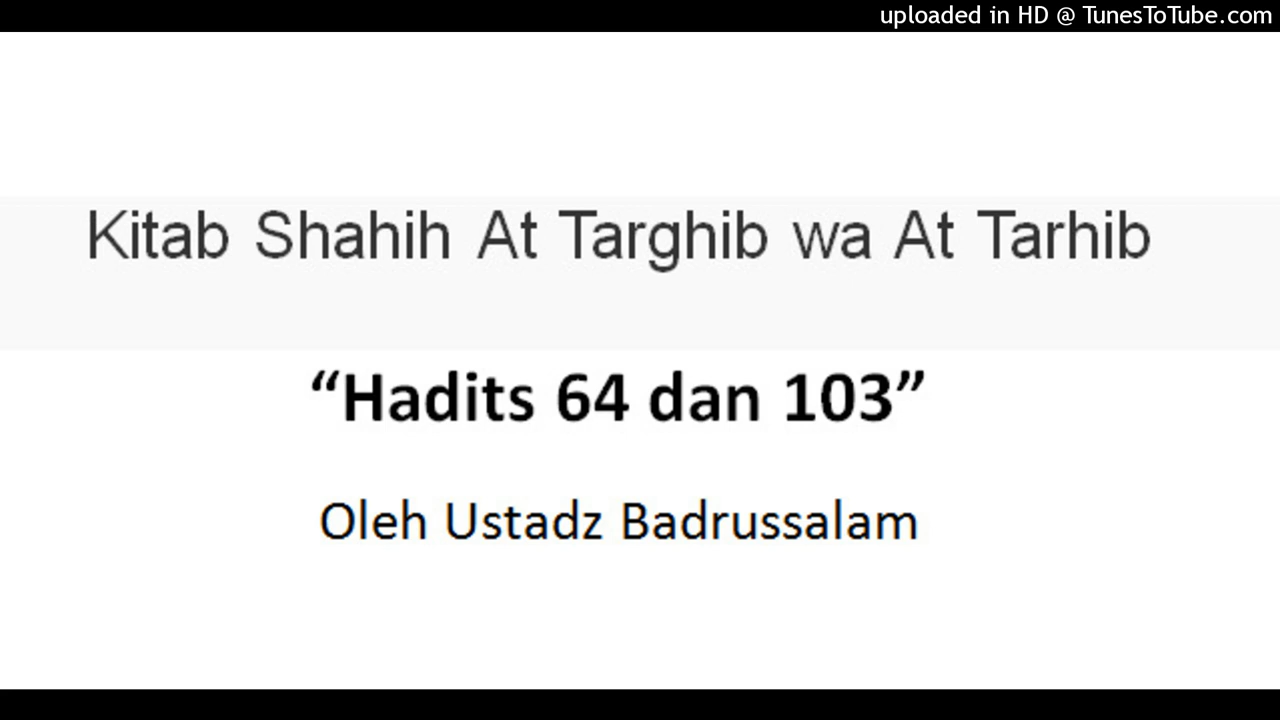 uploaded in HD @ TunesToTube.com
Kitab Shahih At Targhib wa At Tarhib
“Hadits 64 dan 103”
Oleh Ustadz Badrussalam